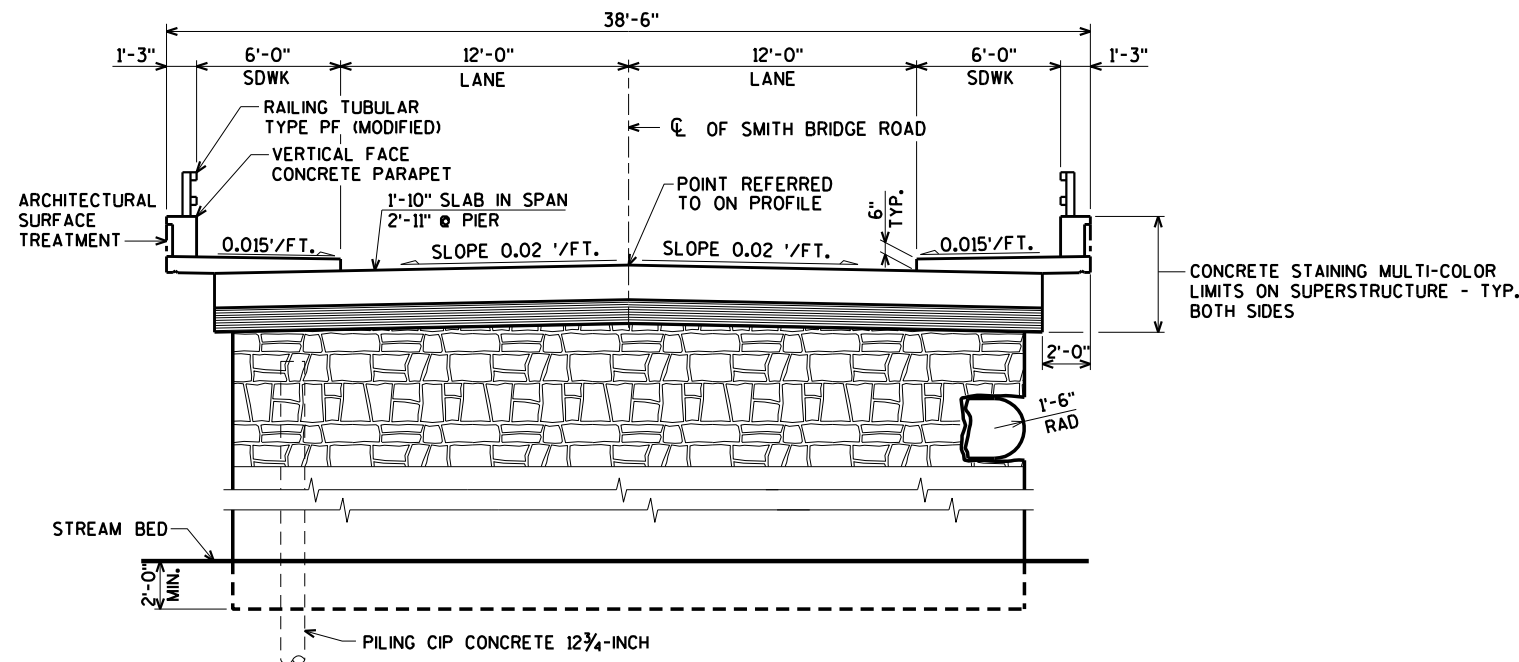 38'-6"
1'-3"
6'-0"
SDWK
12'-0"
LANE
12'-0"
LANE
6'-0"
SDWK
1'-3"
RAILING TUBULAR
TYPE PF (MODIFIED)
℄ OF SMITH BRIDGE ROAD
VERTICAL FACE
CONCRETE PARAPET
ARCHITECTURAL
SURFACE
TREATMENT
1'-10" SLAB IN SPAN
2'-11" @ PIER
POINT REFERRED
TO ON PROFILE
6"
TYP.
0.015'/FT.
SLOPE 0.02 '/FT.
SLOPE 0.02 '/FT.
0.015'/FT.
CONCRETE STAINING MULTI-COLOR
LIMITS ON SUPERSTRUCTURE - TYP.
BOTH SIDES
2'-0"
1'-6"
RAD
STREAM BED
2'-0"
MIN.
PILING CIP CONCRETE 12¾-INCH